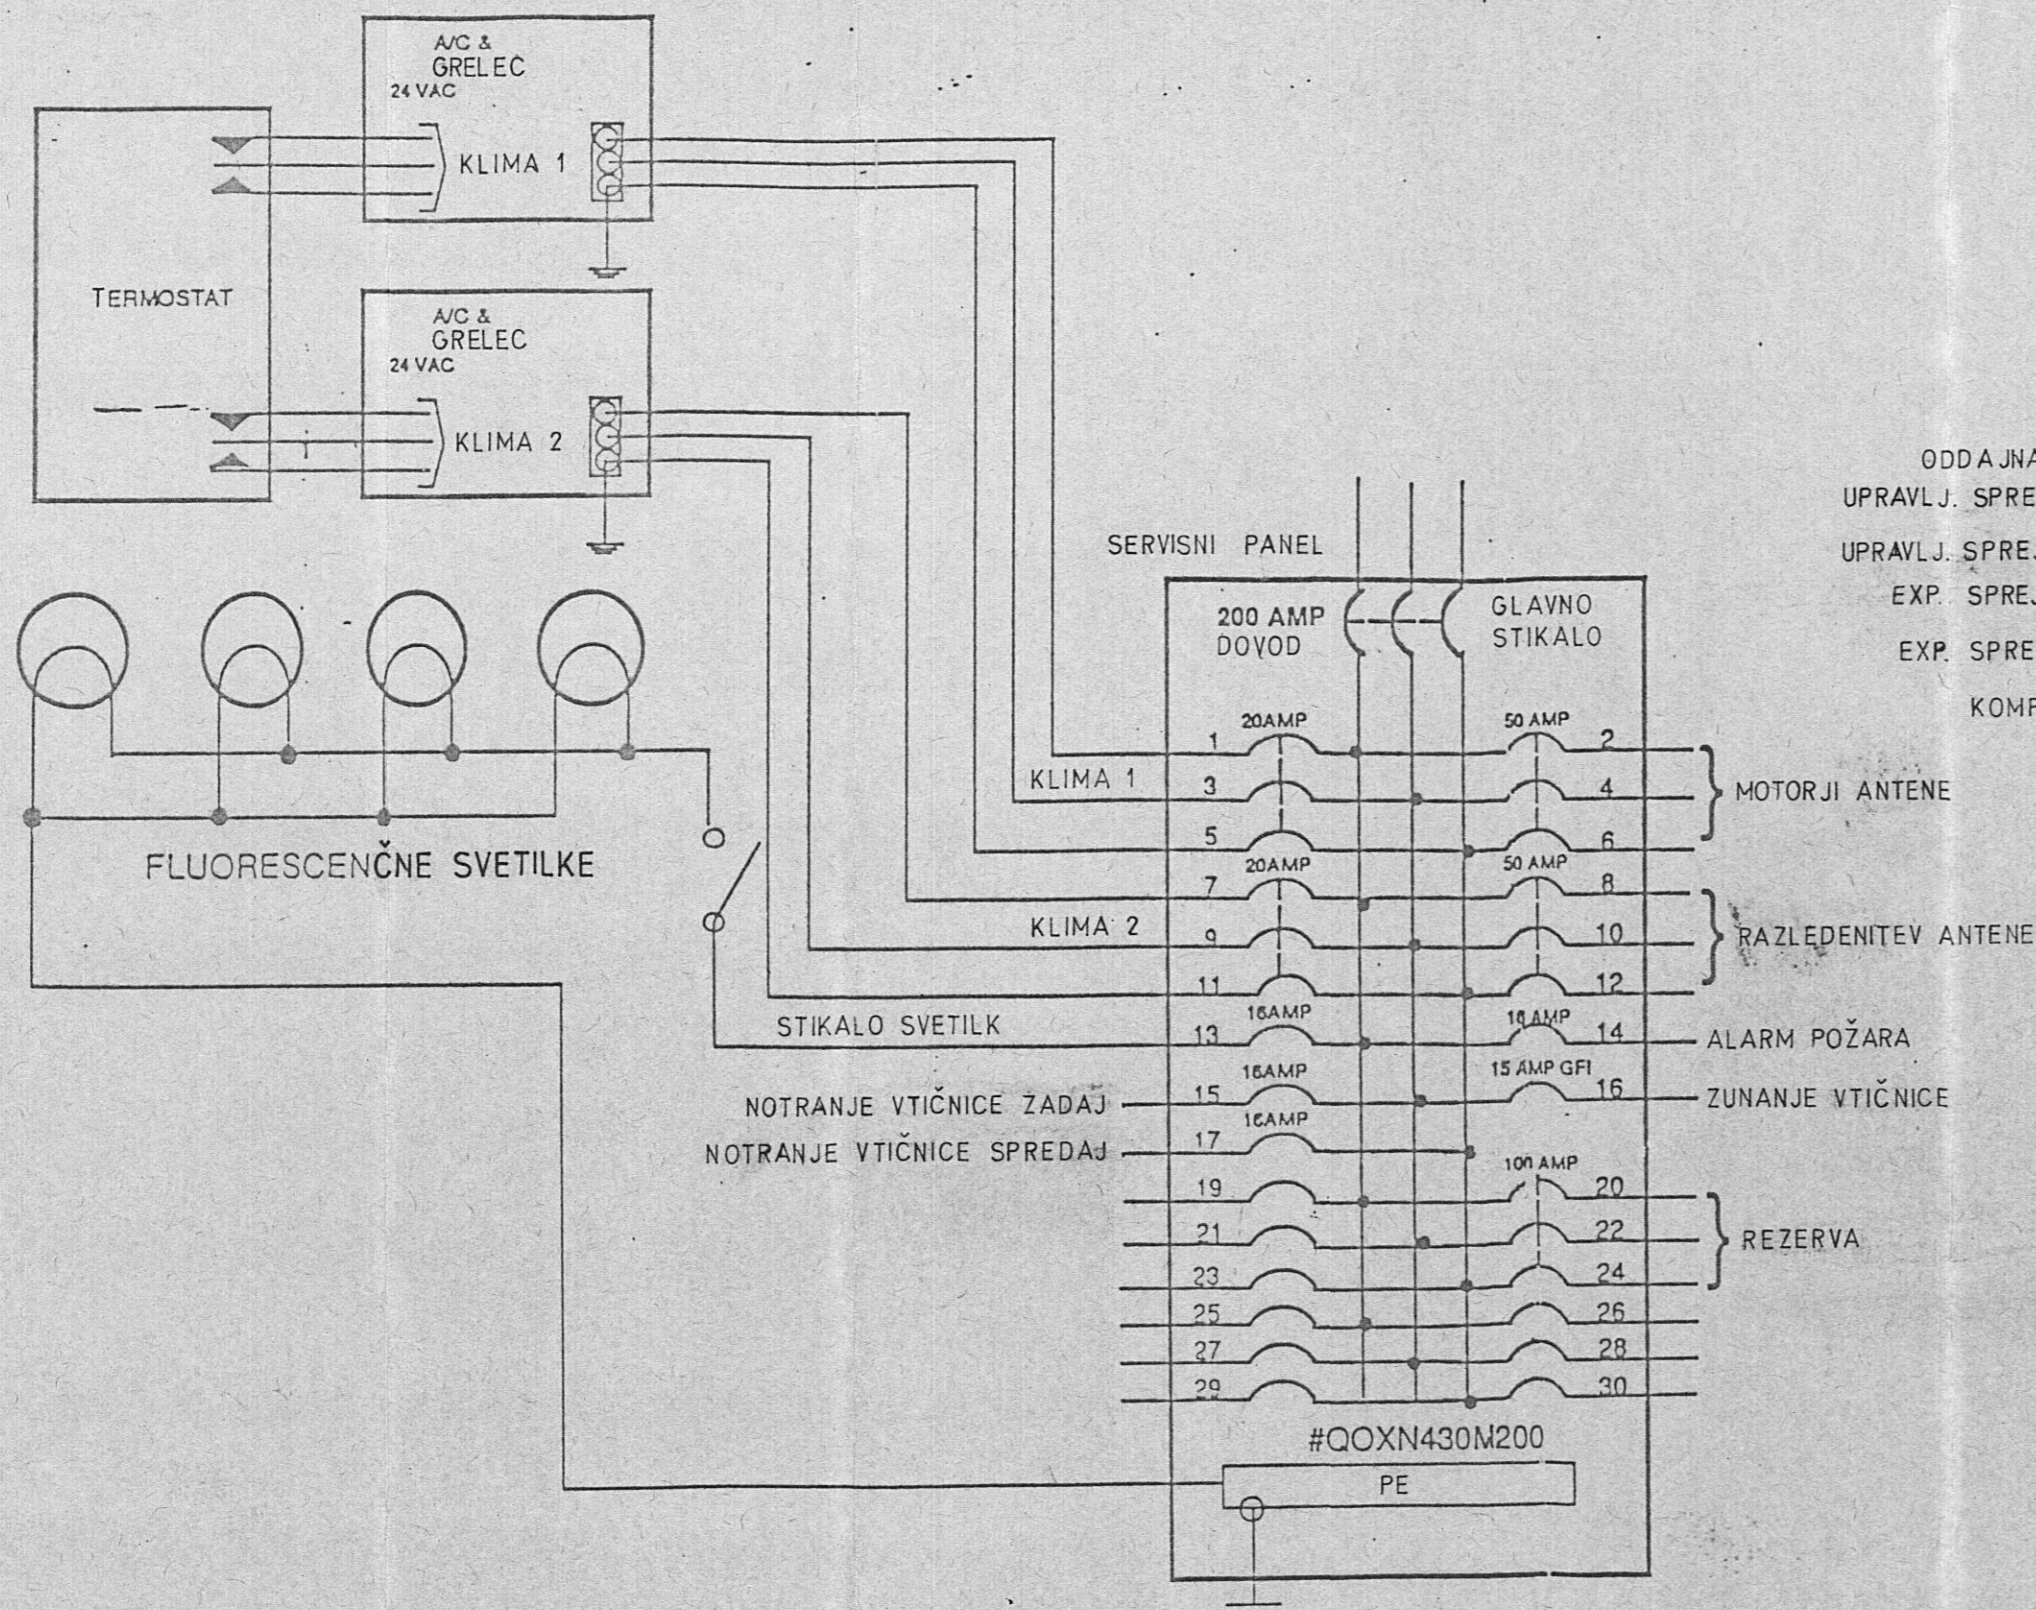 A/C &
GRELEC
24 VAC
KLIMA 1
TERMOSTAT
A/C &
GRELEC
24 VAC
KLIMA 2
FLUORESCENČNE SVETILKE
ODDAJNA
UPRAVLJ. SPRE
UPRAVLJ. SPREJ
EXP. SPREJ
EXP. SPRE
KOMP
SERVISNI PANEL
200 AMP
DOVOD
GLAVNO
STIKALO
20AMP
50 AMP
1
2
KLIMA 1
3
4
MOTORJI ANTENE
5
6
20AMP
50 AMP
7
8
KLIMA 2
9
10
RAZLEDENITEV ANTENE
11
12
STIKALO SVETILK
16AMP
16 AMP
13
14
ALARM POŽARA
16AMP
15 AMP GFI
NOTRANJE VTIČNICE ZADAJ
15
16
ZUNANJE VTIČNICE
16AMP
NOTRANJE VTIČNICE SPREDAJ
17
100 AMP
19
20
21
22
REZERVA
23
24
25
26
27
28
29
30
#QOXN430M200
PE